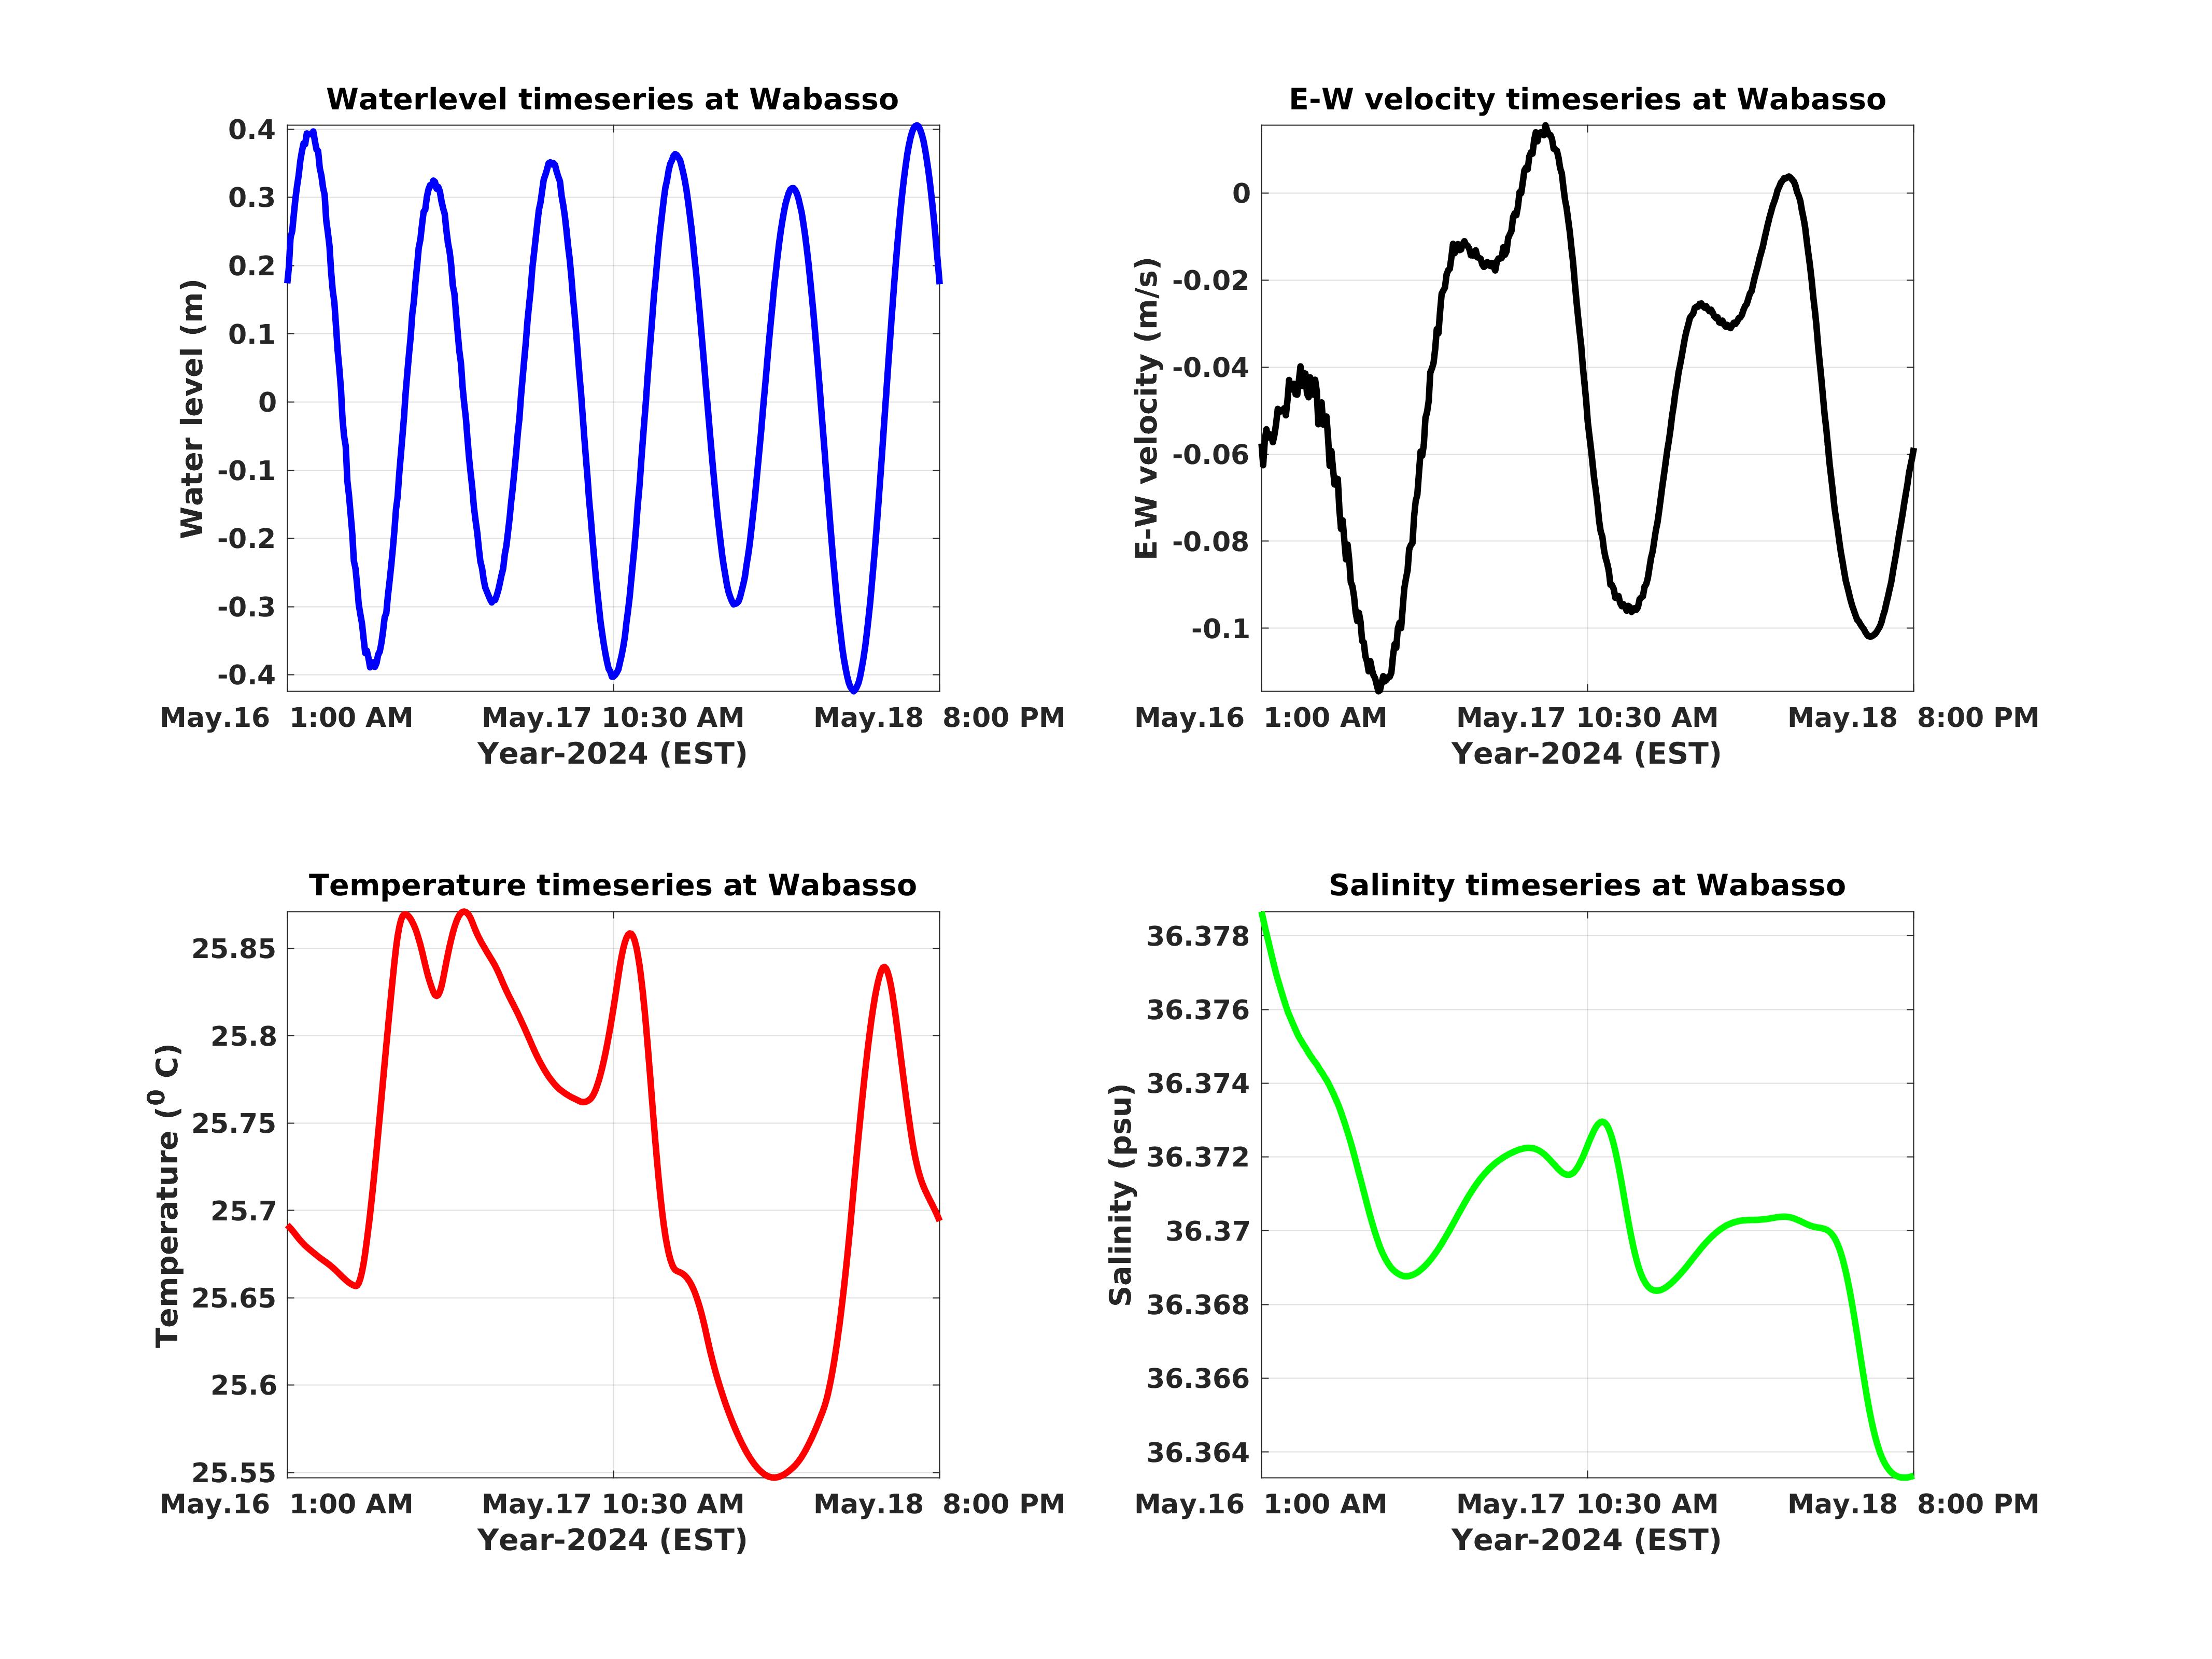 Waterlevel timeseries at Wabasso
0.4
0.3
0.2
0.1
0
-0.1
-0.2
-0.3
-0.4
Water level (m)
May.16 1:00 AM
May.17 10:30 AM
May.18 8:00 PM
Year-2024 (EST)
E-W velocity timeseries at Wabasso
0
-0.02
-0.04
-0.06
-0.08
-0.1
E-W velocity (m/s)
May.16 1:00 AM
May.17 10:30 AM
May.18 8:00 PM
Year-2024 (EST)
Temperature timeseries at Wabasso
25.85
25.8
25.75
25.7
25.65
25.6
25.55
Temperature (⁰ C)
May.16 1:00 AM
May.17 10:30 AM
May.18 8:00 PM
Year-2024 (EST)
Salinity timeseries at Wabasso
36.378
36.376
36.374
36.372
36.37
36.368
36.366
36.364
Salinity (psu)
May.16 1:00 AM
May.17 10:30 AM
May.18 8:00 PM
Year-2024 (EST)